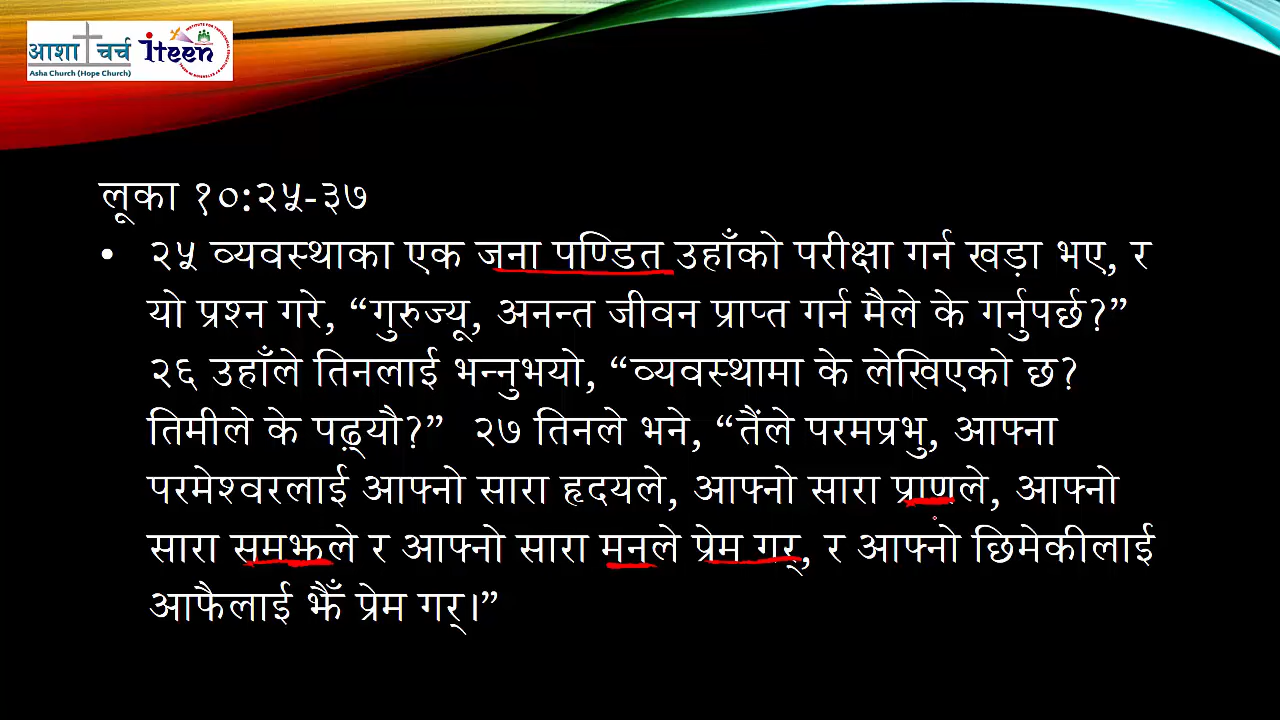 आशा चर्च
Asha Church (Hope Church)
iteen
लूका १०:२५-३७
• २५ व्यवस्थाका एक जना पण्डित उहाँको परीक्षा गर्न खड़ा भए, र
यो प्रश्न गरे, “गुरुज्यू, अनन्त जीवन प्राप्त गर्न मैले के गर्नुपर्छ?”
२६ उहाँले तिनलाई भन्नुभयो, “व्यवस्थामा के लेखिएको छ?
तिमीले के पढ़्यौ?” २७ तिनले भने, “तैंले परमप्रभु, आफ्ना
परमेश्वरलाई आफ्नो सारा हृदयले, आफ्नो सारा प्राणले, आफ्नो
सारा समझले र आफ्नो सारा मनले प्रेम गर्, र आफ्नो छिमेकीलाई
आफैलाई झैँ प्रेम गर्।”